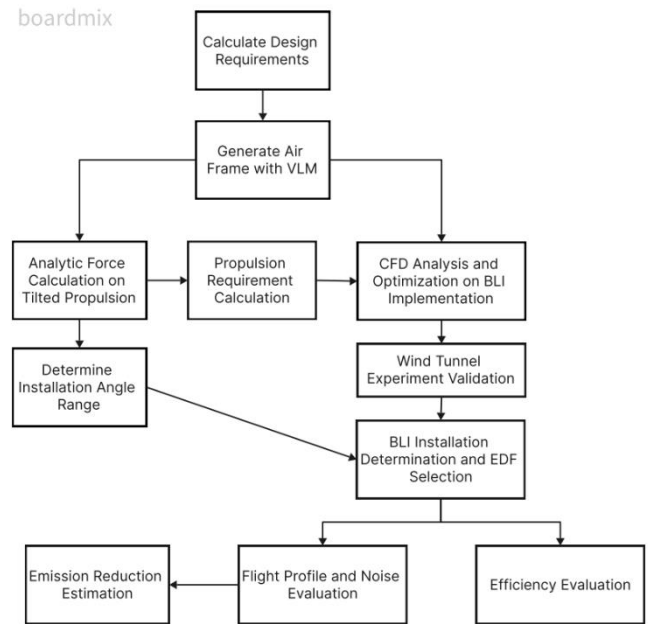 boardmix
Calculate Design
Requirements
Generate Air
Frame with VLM
Analytic Force
Calculation on
Tilted Propulsion
Propulsion
Requirement
Calculation
CFD Analysis and
Optimization on BLI
Implementation
Determine
Installation Angle
Range
Wind Tunnel
Experiment Validation
BLI Installation
Determination and EDF
Selection
Emission Reduction
Estimation
Flight Profile and Noise
Evaluation
Efficiency Evaluation